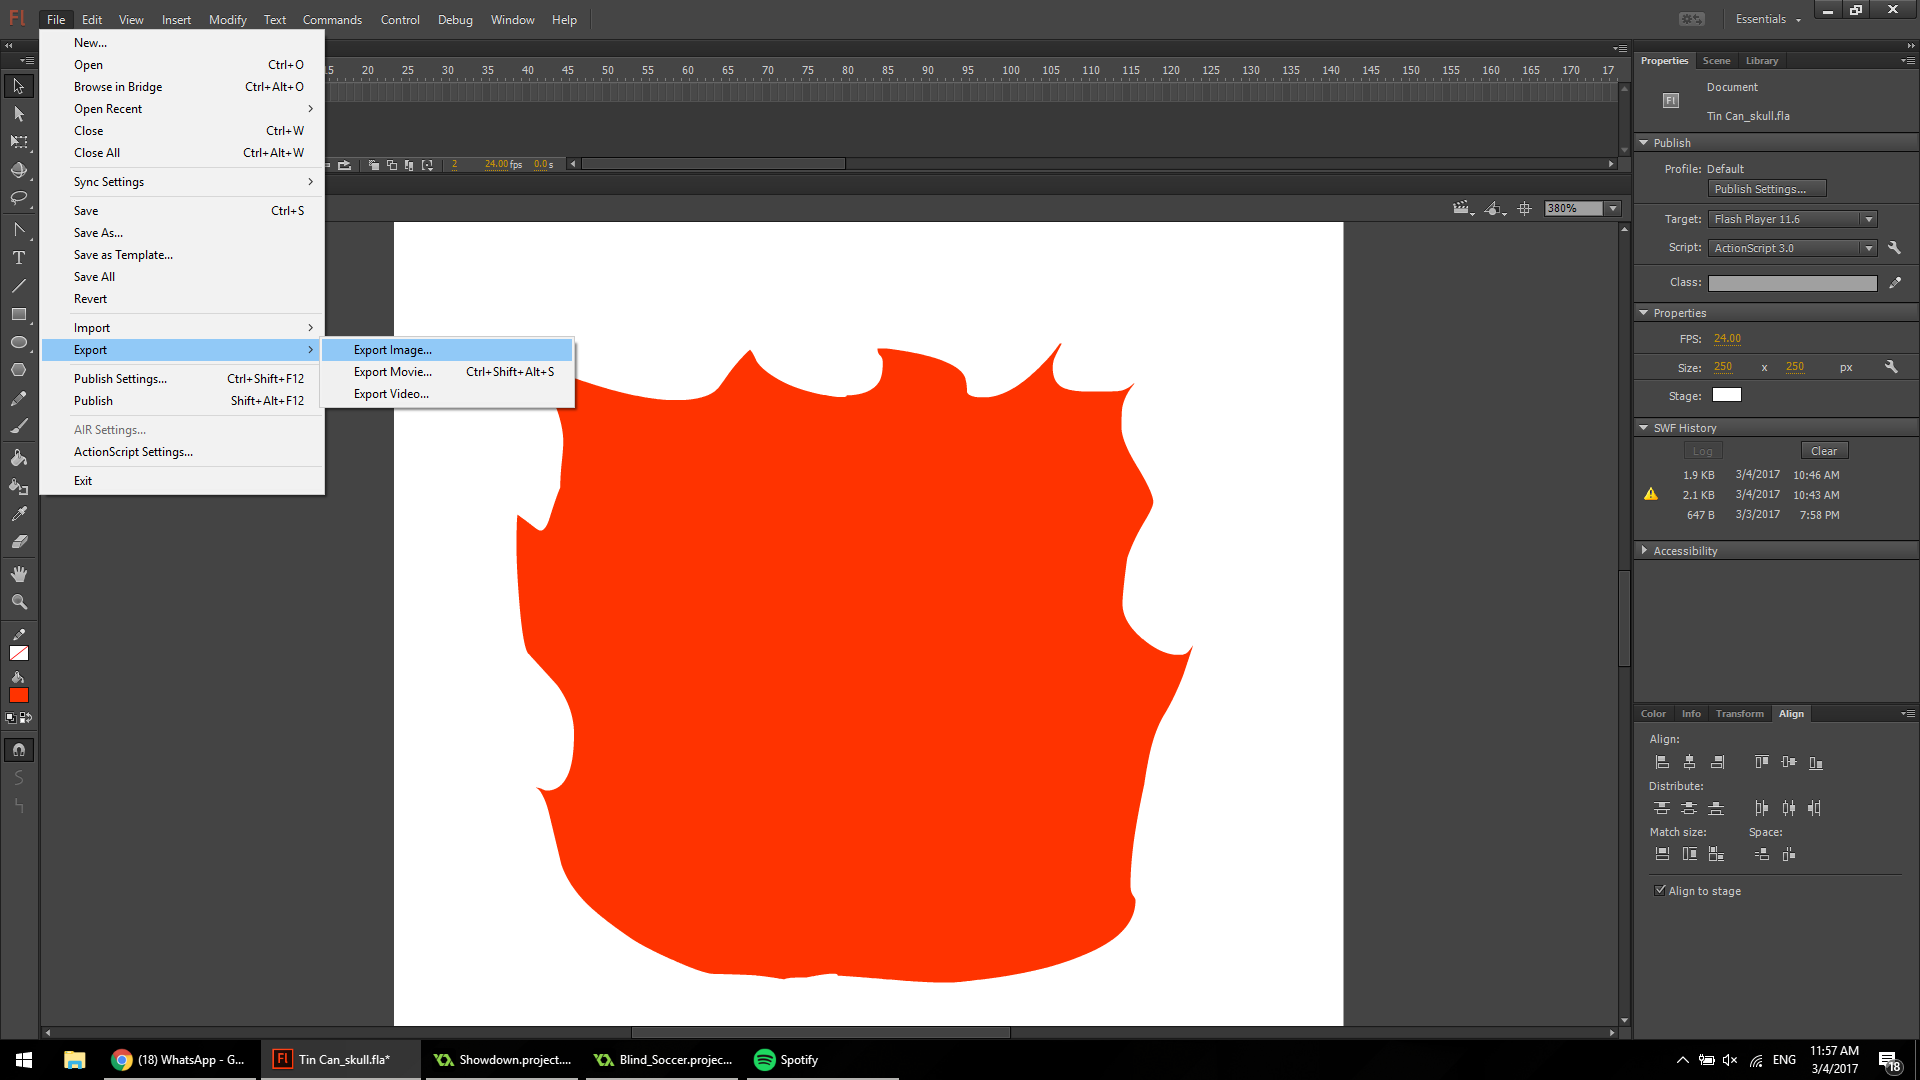 Fl File Edit View Insert Modify Text Commands Control Debug Window Help Essentials
New...
Open Ctrl+O
Browse in Bridge Ctrl+Alt+O
Open Recent
Close Ctrl+W
Close All Ctrl+Alt+W
Sync Settings
Save Ctrl+S
Save As...
Save as Template...
Save All
Revert
Import
Export
Publish Settings... Ctrl+Shift+F12
Publish Shift+Alt+F12
AIR Settings...
ActionScript Settings...
Exit
Export Image...
Export Movie... Ctrl+Shift+Alt+S
Export Video...
15 20 25 30 35 40 45 50 55 60 65 70 75 80 85 90 95 100 105 110 115 120 125 130 135 140 145 150 155 160 165 170 17
2 24.00 fps 0.0 s
380%
T
Properties Scene Library
Fl
Document
Tin Can_skull.fla
Publish
Profile: Default
Publish Settings...
Target: Flash Player 11.6
Script: ActionScript 3.0
Class:
Properties
FPS: 24.00
Size: 250 x 250 px
Stage:
SWF History
Log Clear
1.9 KB 3/4/2017 10:46 AM
2.1 KB 3/4/2017 10:43 AM
647 B 3/3/2017 7:58 PM
Accessibility
Color Info Transform Align
Align:
Distribute:
Match size: Space:
Align to stage
(18) WhatsApp - G...
Fl Tin Can_skull.fla*
Showdown.project....
Blind_Soccer.projec...
Spotify
ENG
11:57 AM
3/4/2017
18